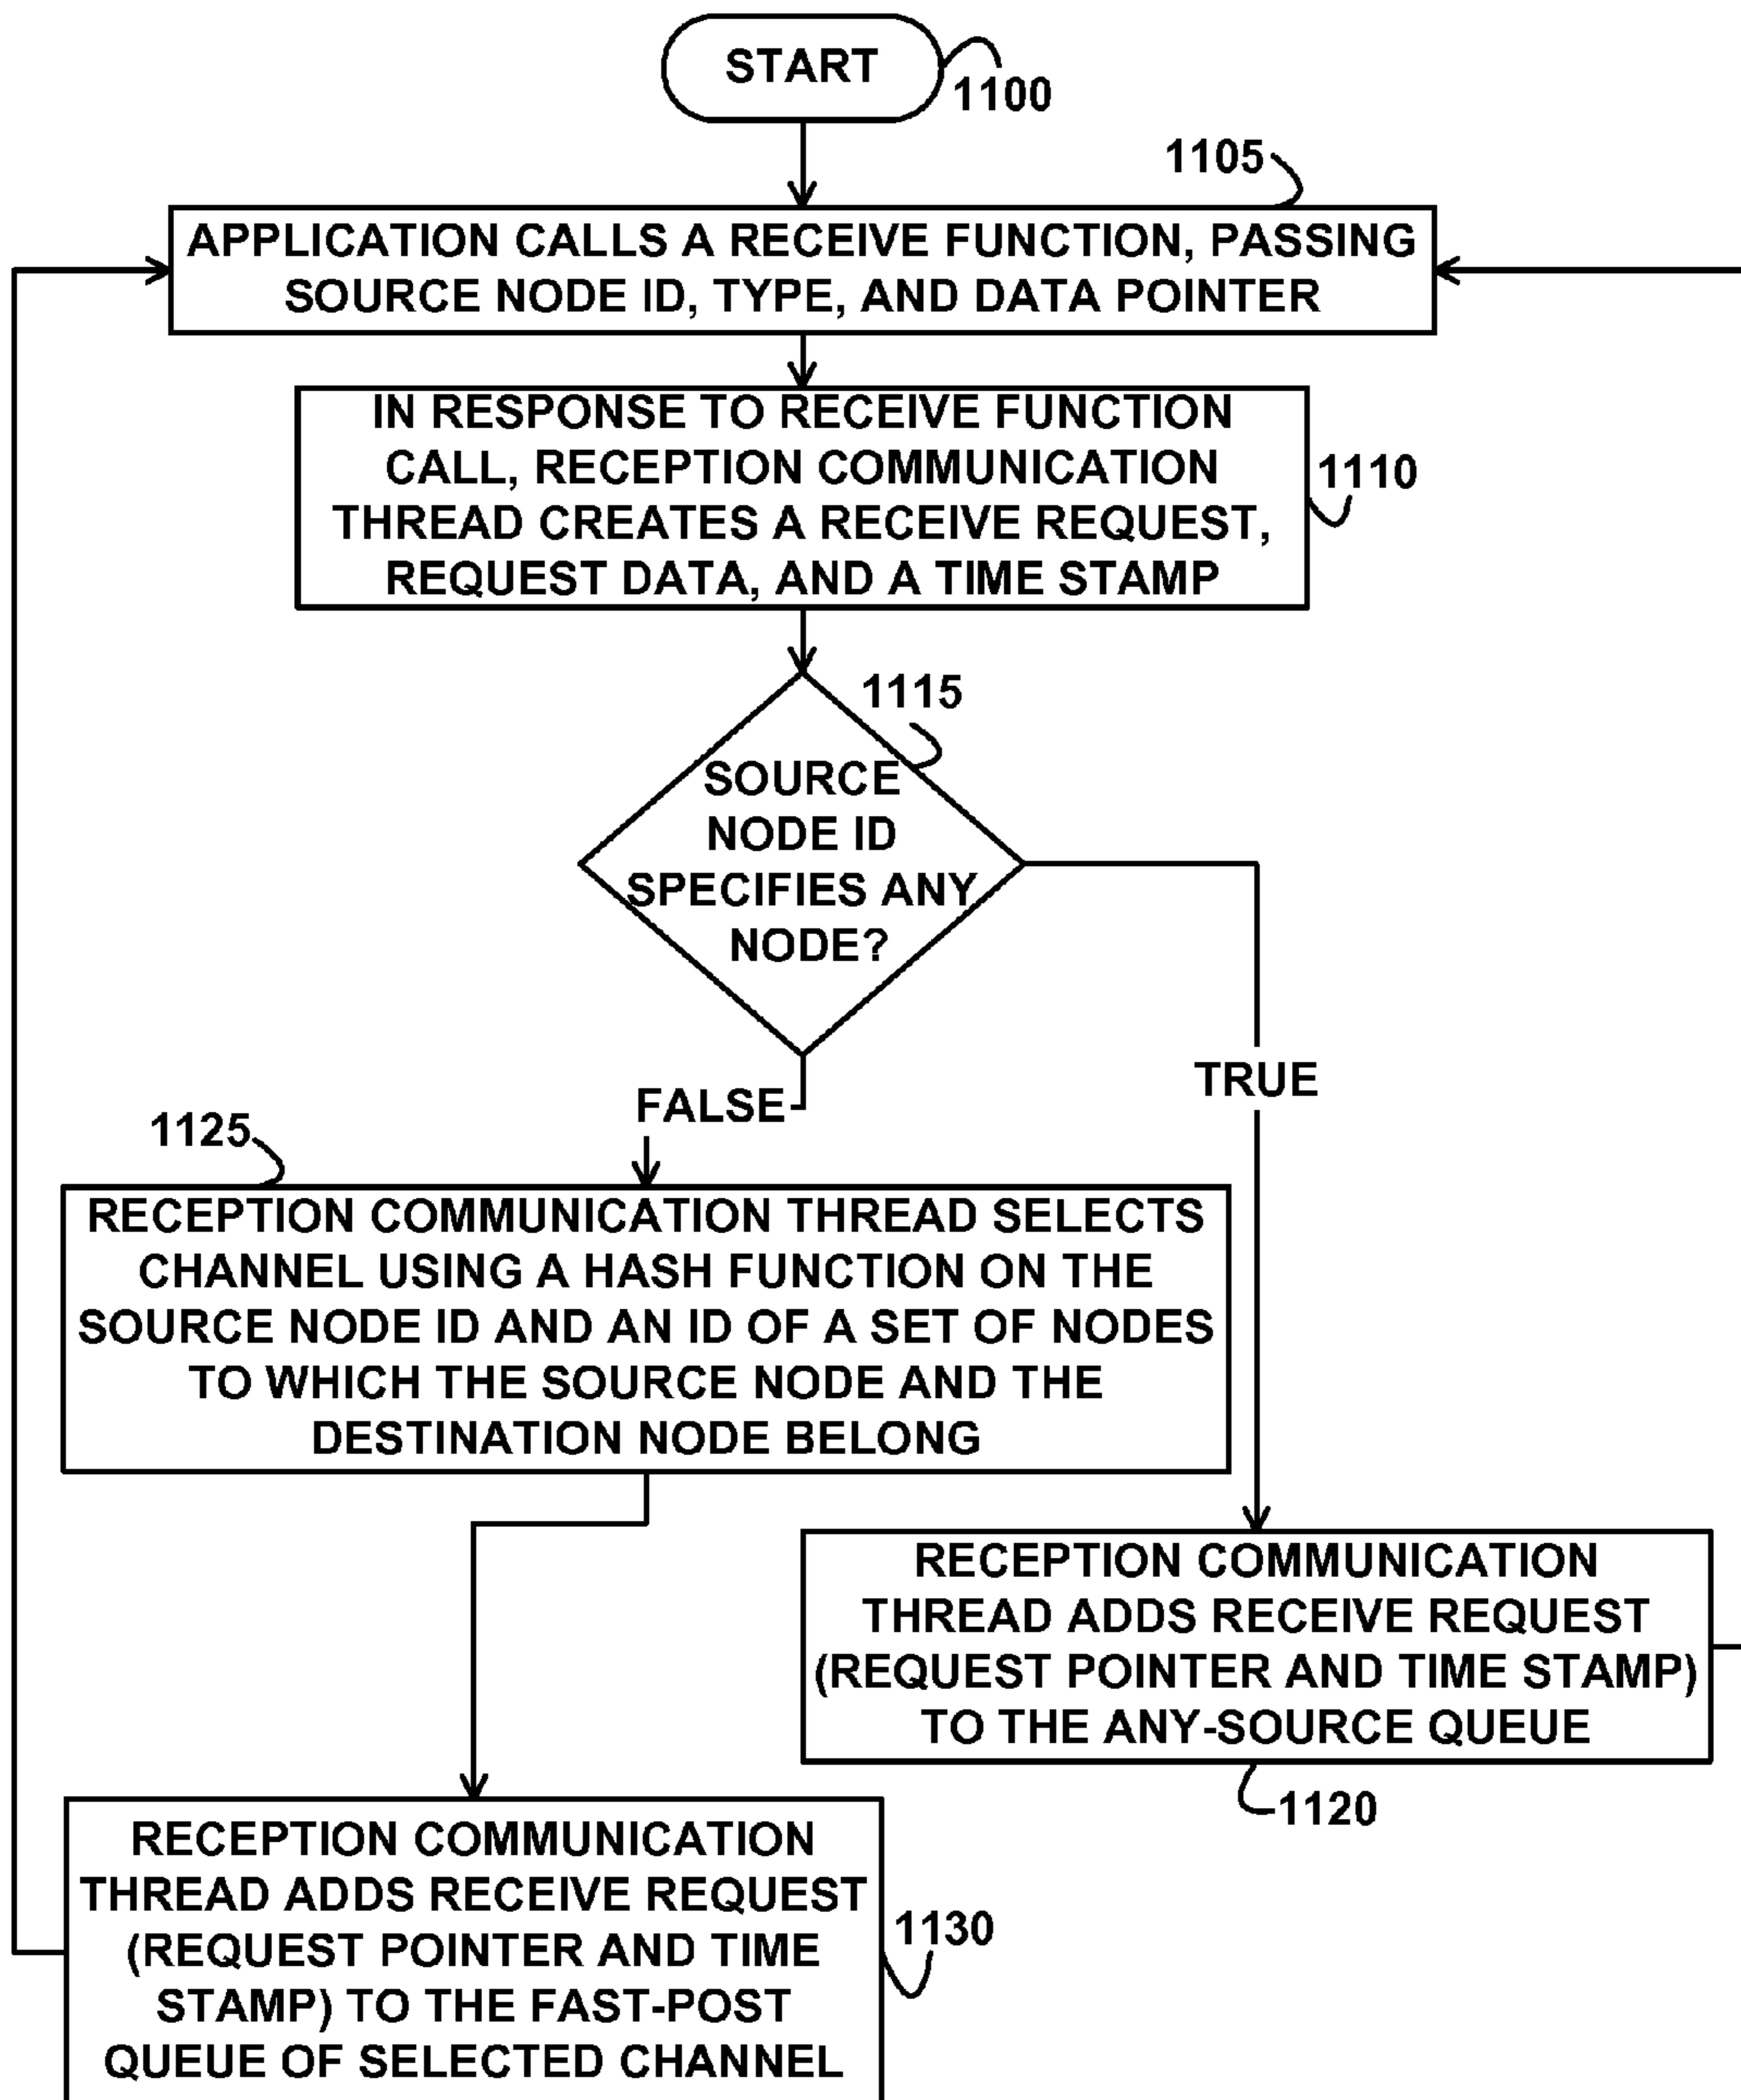 START
1100
1105
APPLICATION CALLS A RECEIVE FUNCTION, PASSING
SOURCE NODE ID, TYPE, AND DATA POINTER
IN RESPONSE TO RECEIVE FUNCTION
CALL, RECEPTION COMMUNICATION
THREAD CREATES A RECEIVE REQUEST,
REQUEST DATA, AND A TIME STAMP
1110
1115
SOURCE
NODE ID
SPECIFIES ANY
NODE?
TRUE
FALSE
1125
RECEPTION COMMUNICATION THREAD SELECTS
CHANNEL USING A HASH FUNCTION ON THE
SOURCE NODE ID AND AN ID OF A SET OF NODES
TO WHICH THE SOURCE NODE AND THE
DESTINATION NODE BELONG
RECEPTION COMMUNICATION
THREAD ADDS RECEIVE REQUEST
(REQUEST POINTER AND TIME STAMP)
TO THE ANY-SOURCE QUEUE
1120
RECEPTION COMMUNICATION
THREAD ADDS RECEIVE REQUEST
(REQUEST POINTER AND TIME
STAMP) TO THE FAST-POST
QUEUE OF SELECTED CHANNEL
1130